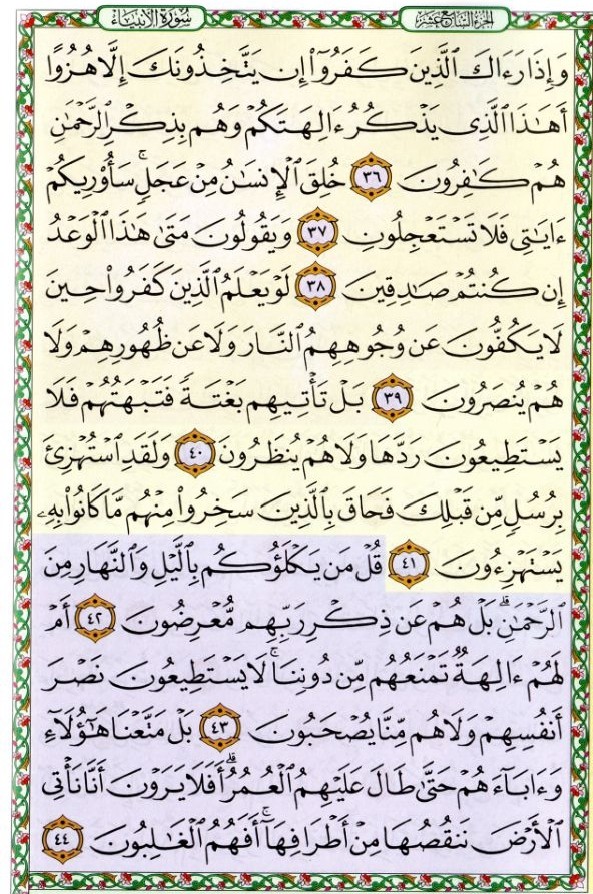 سُورَةُ الأَنبِيَاءِ الجُزْءُ السَّابِعَ عَشَرَ
وَإِذَا رَءَاكَ ٱلَّذِينَ كَفَرُوٓا۟ إِن يَتَّخِذُونَكَ إِلَّا هُزُوًا
أَهَٰذَا ٱلَّذِى يَذْكُرُ ءَالِهَتَكُمْ وَهُم بِذِكْرِ ٱلرَّحْمَٰنِ
هُمْ كَٰفِرُونَ ٣٦ خُلِقَ ٱلْإِنسَٰنُ مِنْ عَجَلٍ ۚ سَأُو۟رِيكُمْ
ءَايَٰتِى فَلَا تَسْتَعْجِلُونِ ٣٧ وَيَقُولُونَ مَتَىٰ هَٰذَا ٱلْوَعْدُ
إِن كُنتُمْ صَٰدِقِينَ ٣٨ لَوْ يَعْلَمُ ٱلَّذِينَ كَفَرُوا۟ حِينَ
لَا يَكُفُّونَ عَن وُجُوهِهِمُ ٱلنَّارَ وَلَا عَن ظُهُورِهِمْ وَلَا
هُمْ يُنصَرُونَ ٣٩ بَلْ تَأْتِيهِم بَغْتَةً فَتَبْهَتُهُمْ فَلَا
يَسْتَطِيعُونَ رَدَّهَا وَلَا هُمْ يُنظَرُونَ ٤٠ وَلَقَدِ ٱسْتُهْزِئَ
بِرُسُلٍ مِّن قَبْلِكَ فَحَاقَ بِٱلَّذِينَ سَخِرُوا۟ مِنْهُم مَّا كَانُوا۟ بِهِۦ
يَسْتَهْزِءُونَ ٤١ قُلْ مَن يَكْلَؤُكُم بِٱلَّيْلِ وَٱلنَّهَارِ مِنَ
ٱلرَّحْمَٰنِ ۗ بَلْ هُمْ عَن ذِكْرِ رَبِّهِم مُّعْرِضُونَ ٤٢ أَمْ
لَهُمْ ءَالِهَةٌ تَمْنَعُهُم مِّن دُونِنَا ۚ لَا يَسْتَطِيعُونَ نَصْرَ
أَنفُسِهِمْ وَلَا هُم مِّنَّا يُصْحَبُونَ ٤٣ بَلْ مَتَّعْنَا هَٰٓؤُلَآءِ
وَءَابَآءَهُمْ حَتَّىٰ طَالَ عَلَيْهِمُ ٱلْعُمُرُ ۗ أَفَلَا يَرَوْنَ أَنَّا نَأْتِى
ٱلْأَرْضَ نَنقُصُهَا مِنْ أَطْرَافِهَآ ۚ أَفَهُمُ ٱلْغَٰلِبُونَ ٤٤